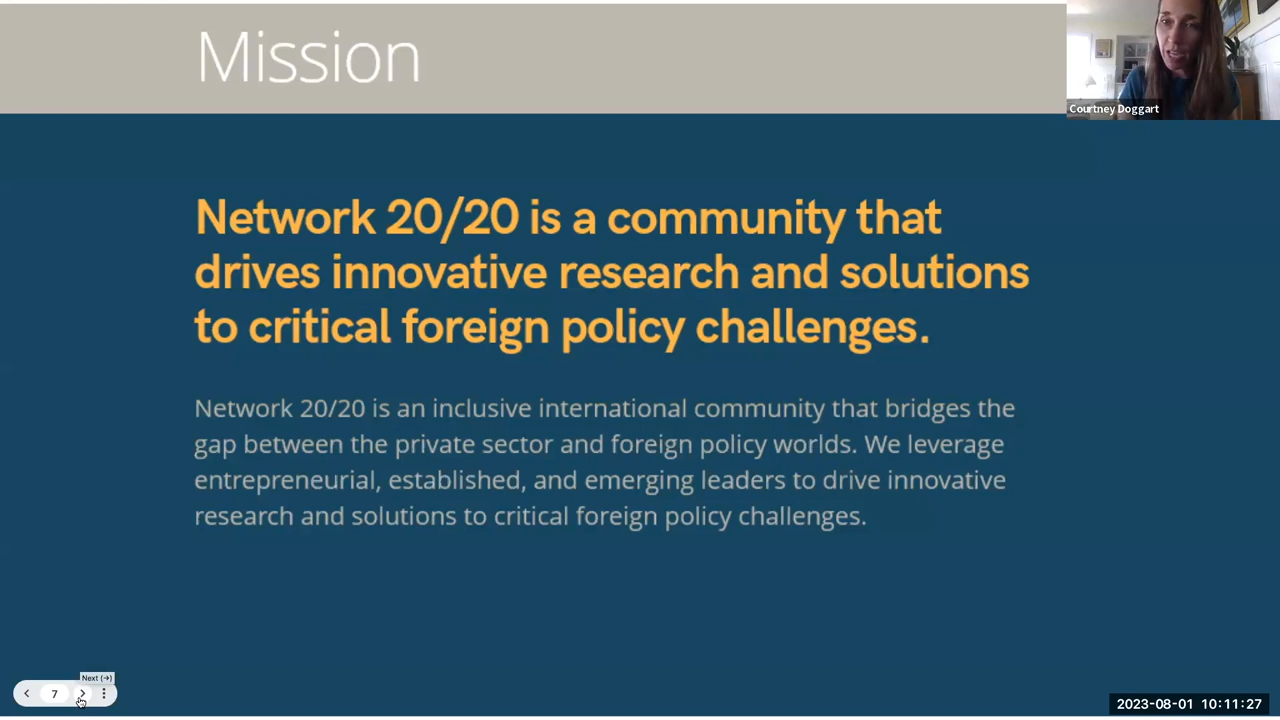 Mission
Courtney Doggart
Network 20/20 is a community that
drives innovative research and solutions
to critical foreign policy challenges.
Network 20/20 is an inclusive international community that bridges the
gap between the private sector and foreign policy worlds. We leverage
entrepreneurial, established, and emerging leaders to drive innovative
research and solutions to critical foreign policy challenges.
Next (→)
7
2023-08-01 10:11:27